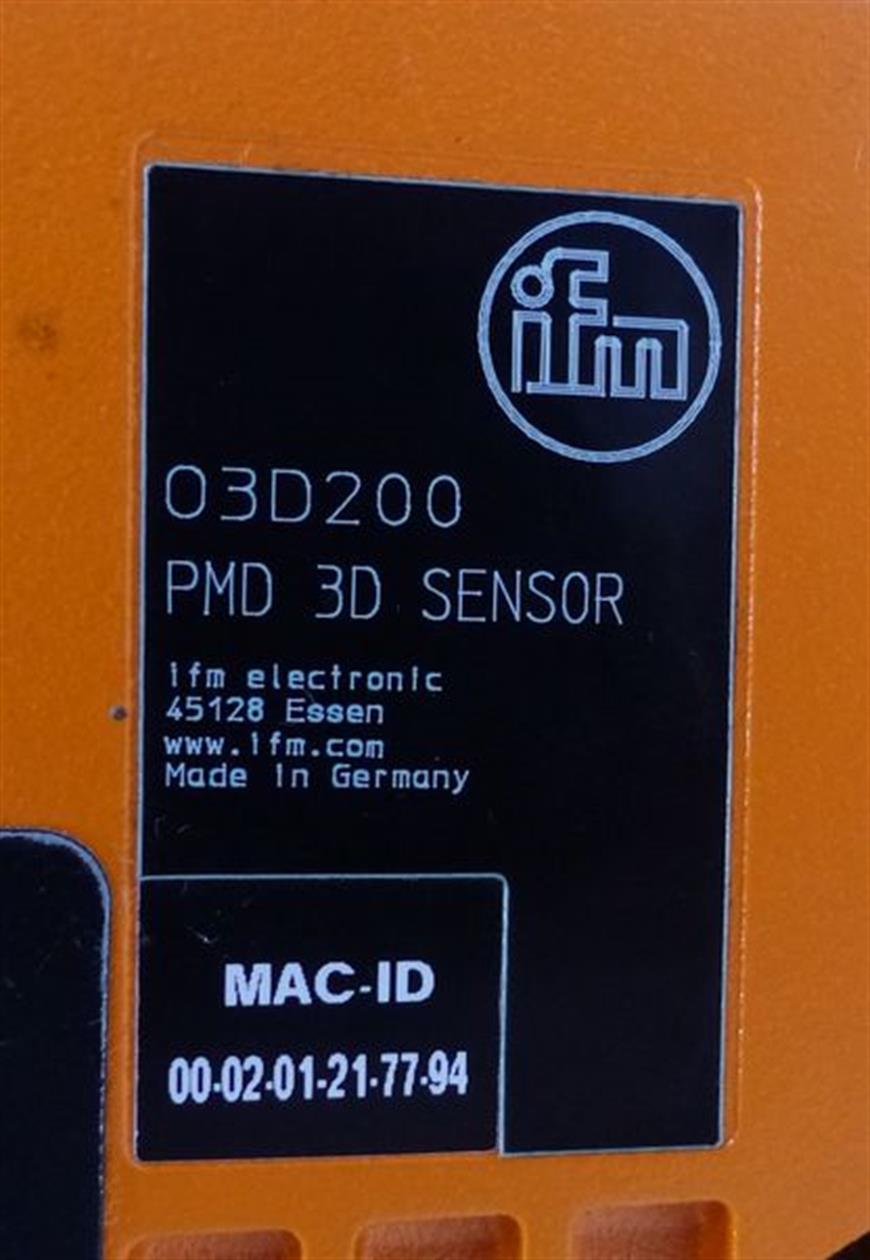 ifm
O3D200
PMD 3D SENSOR
ifm electronic
45128 Essen
www.ifm.com
Made in Germany
MAC-ID
00-02-01-21-77-94